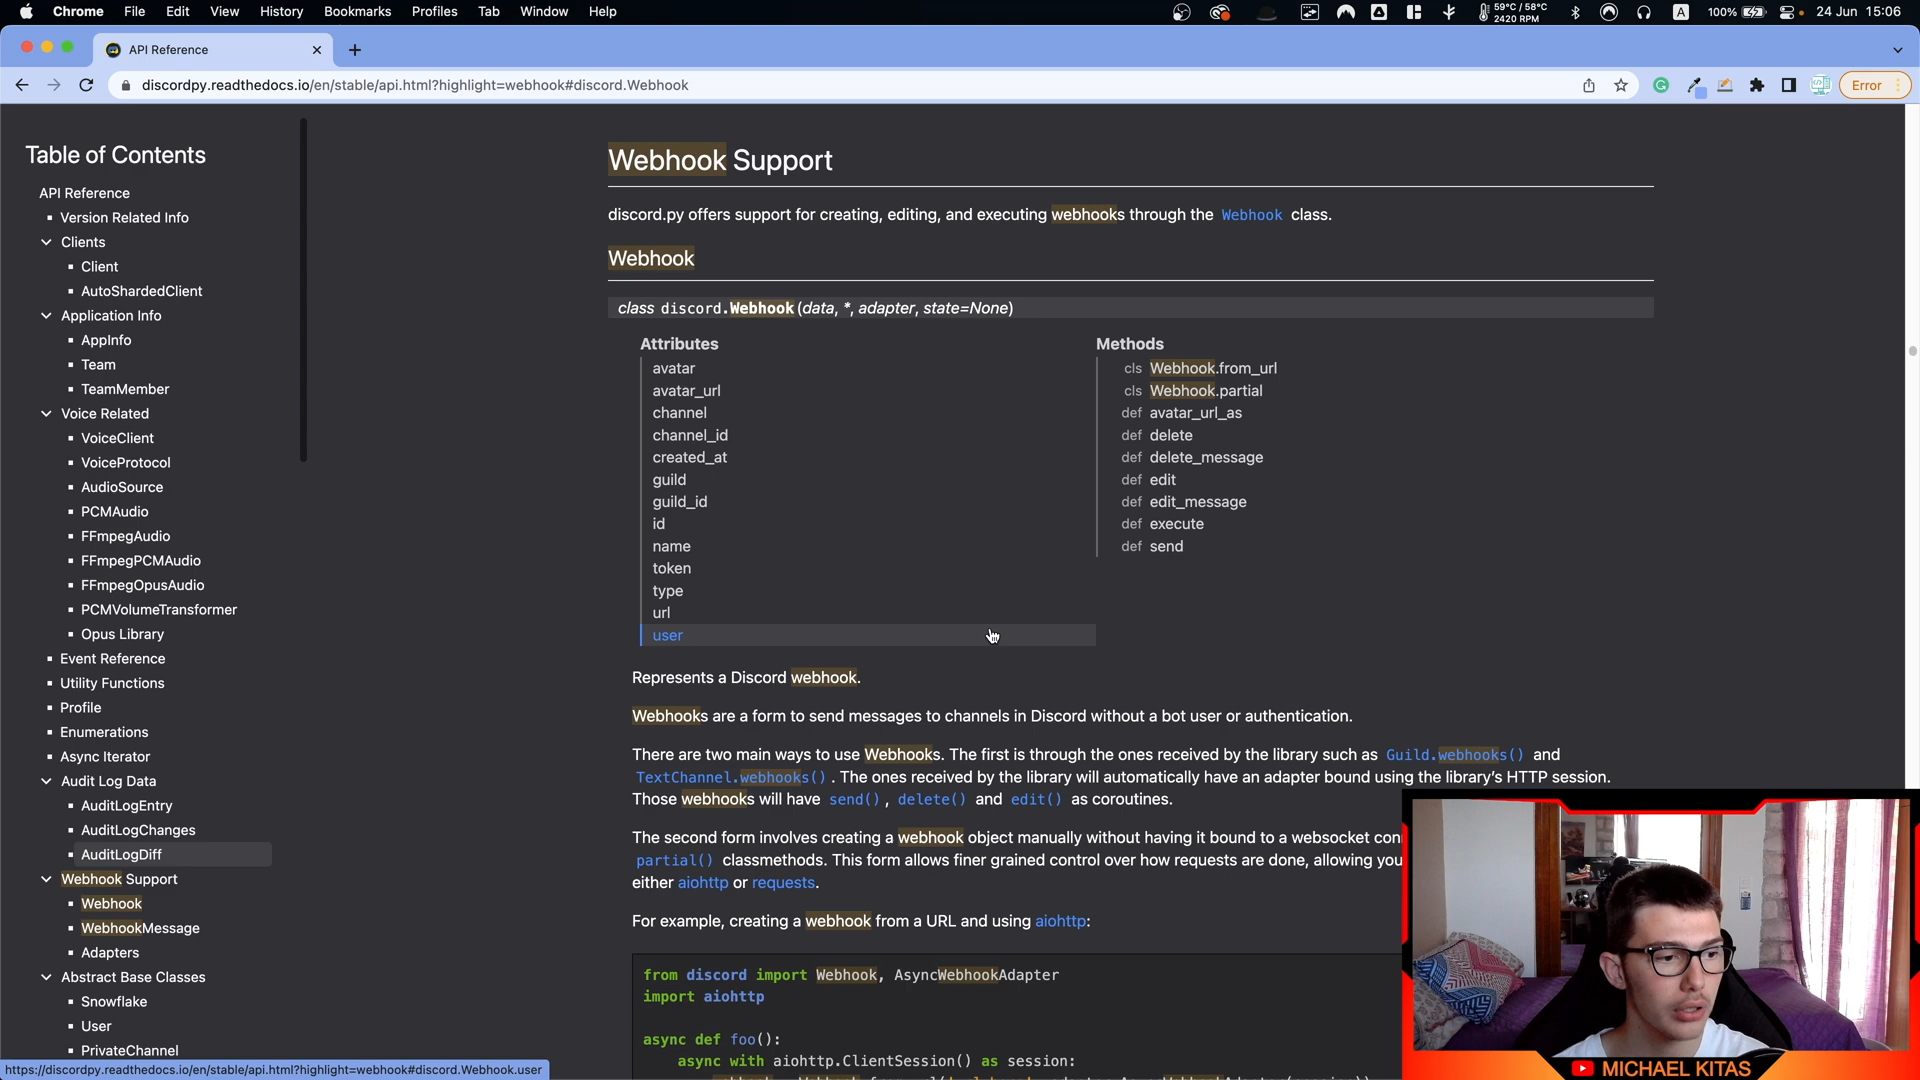 Chrome File Edit View History Bookmarks Profiles Tab Window Help
59°C / 58°C
2420 RPM
A
100%
24 Jun 15:06
API Reference
discordpy.readthedocs.io/en/stable/api.html?highlight=webhook#discord.Webhook
Error
Table of Contents
API Reference
Version Related Info
Clients
Client
AutoShardedClient
Application Info
AppInfo
Team
TeamMember
Voice Related
VoiceClient
VoiceProtocol
AudioSource
PCMAudio
FFmpegAudio
FFmpegPCMAudio
FFmpegOpusAudio
PCMVolumeTransformer
Opus Library
Event Reference
Utility Functions
Profile
Enumerations
Async Iterator
Audit Log Data
AuditLogEntry
AuditLogChanges
AuditLogDiff
Webhook Support
Webhook
WebhookMessage
Adapters
Abstract Base Classes
Snowflake
User
PrivateChannel
https://discordpy.readthedocs.io/en/stable/api.html?highlight=webhook#discord.Webhook.user
Webhook Support
discord.py offers support for creating, editing, and executing webhooks through the Webhook class.
Webhook
class discord.Webhook(data, *, adapter, state=None)
Attributes
avatar
avatar_url
channel
channel_id
created_at
guild
guild_id
id
name
token
type
url
user
Methods
cls Webhook.from_url
cls Webhook.partial
def avatar_url_as
def delete
def delete_message
def edit
def edit_message
def execute
def send
Represents a Discord webhook.
Webhooks are a form to send messages to channels in Discord without a bot user or authentication.
There are two main ways to use Webhooks. The first is through the ones received by the library such as Guild.webhooks() and
TextChannel.webhooks(). The ones received by the library will automatically have an adapter bound using the library's HTTP session.
Those webhooks will have send(), delete() and edit() as coroutines.
The second form involves creating a webhook object manually without having it bound to a websocket con
partial() classmethods. This form allows finer grained control over how requests are done, allowing you
either aiohttp or requests.
For example, creating a webhook from a URL and using aiohttp:
from discord import Webhook, AsyncWebhookAdapter
import aiohttp
async def foo():
async with aiohttp.ClientSession() as session:
MICHAEL KITAS